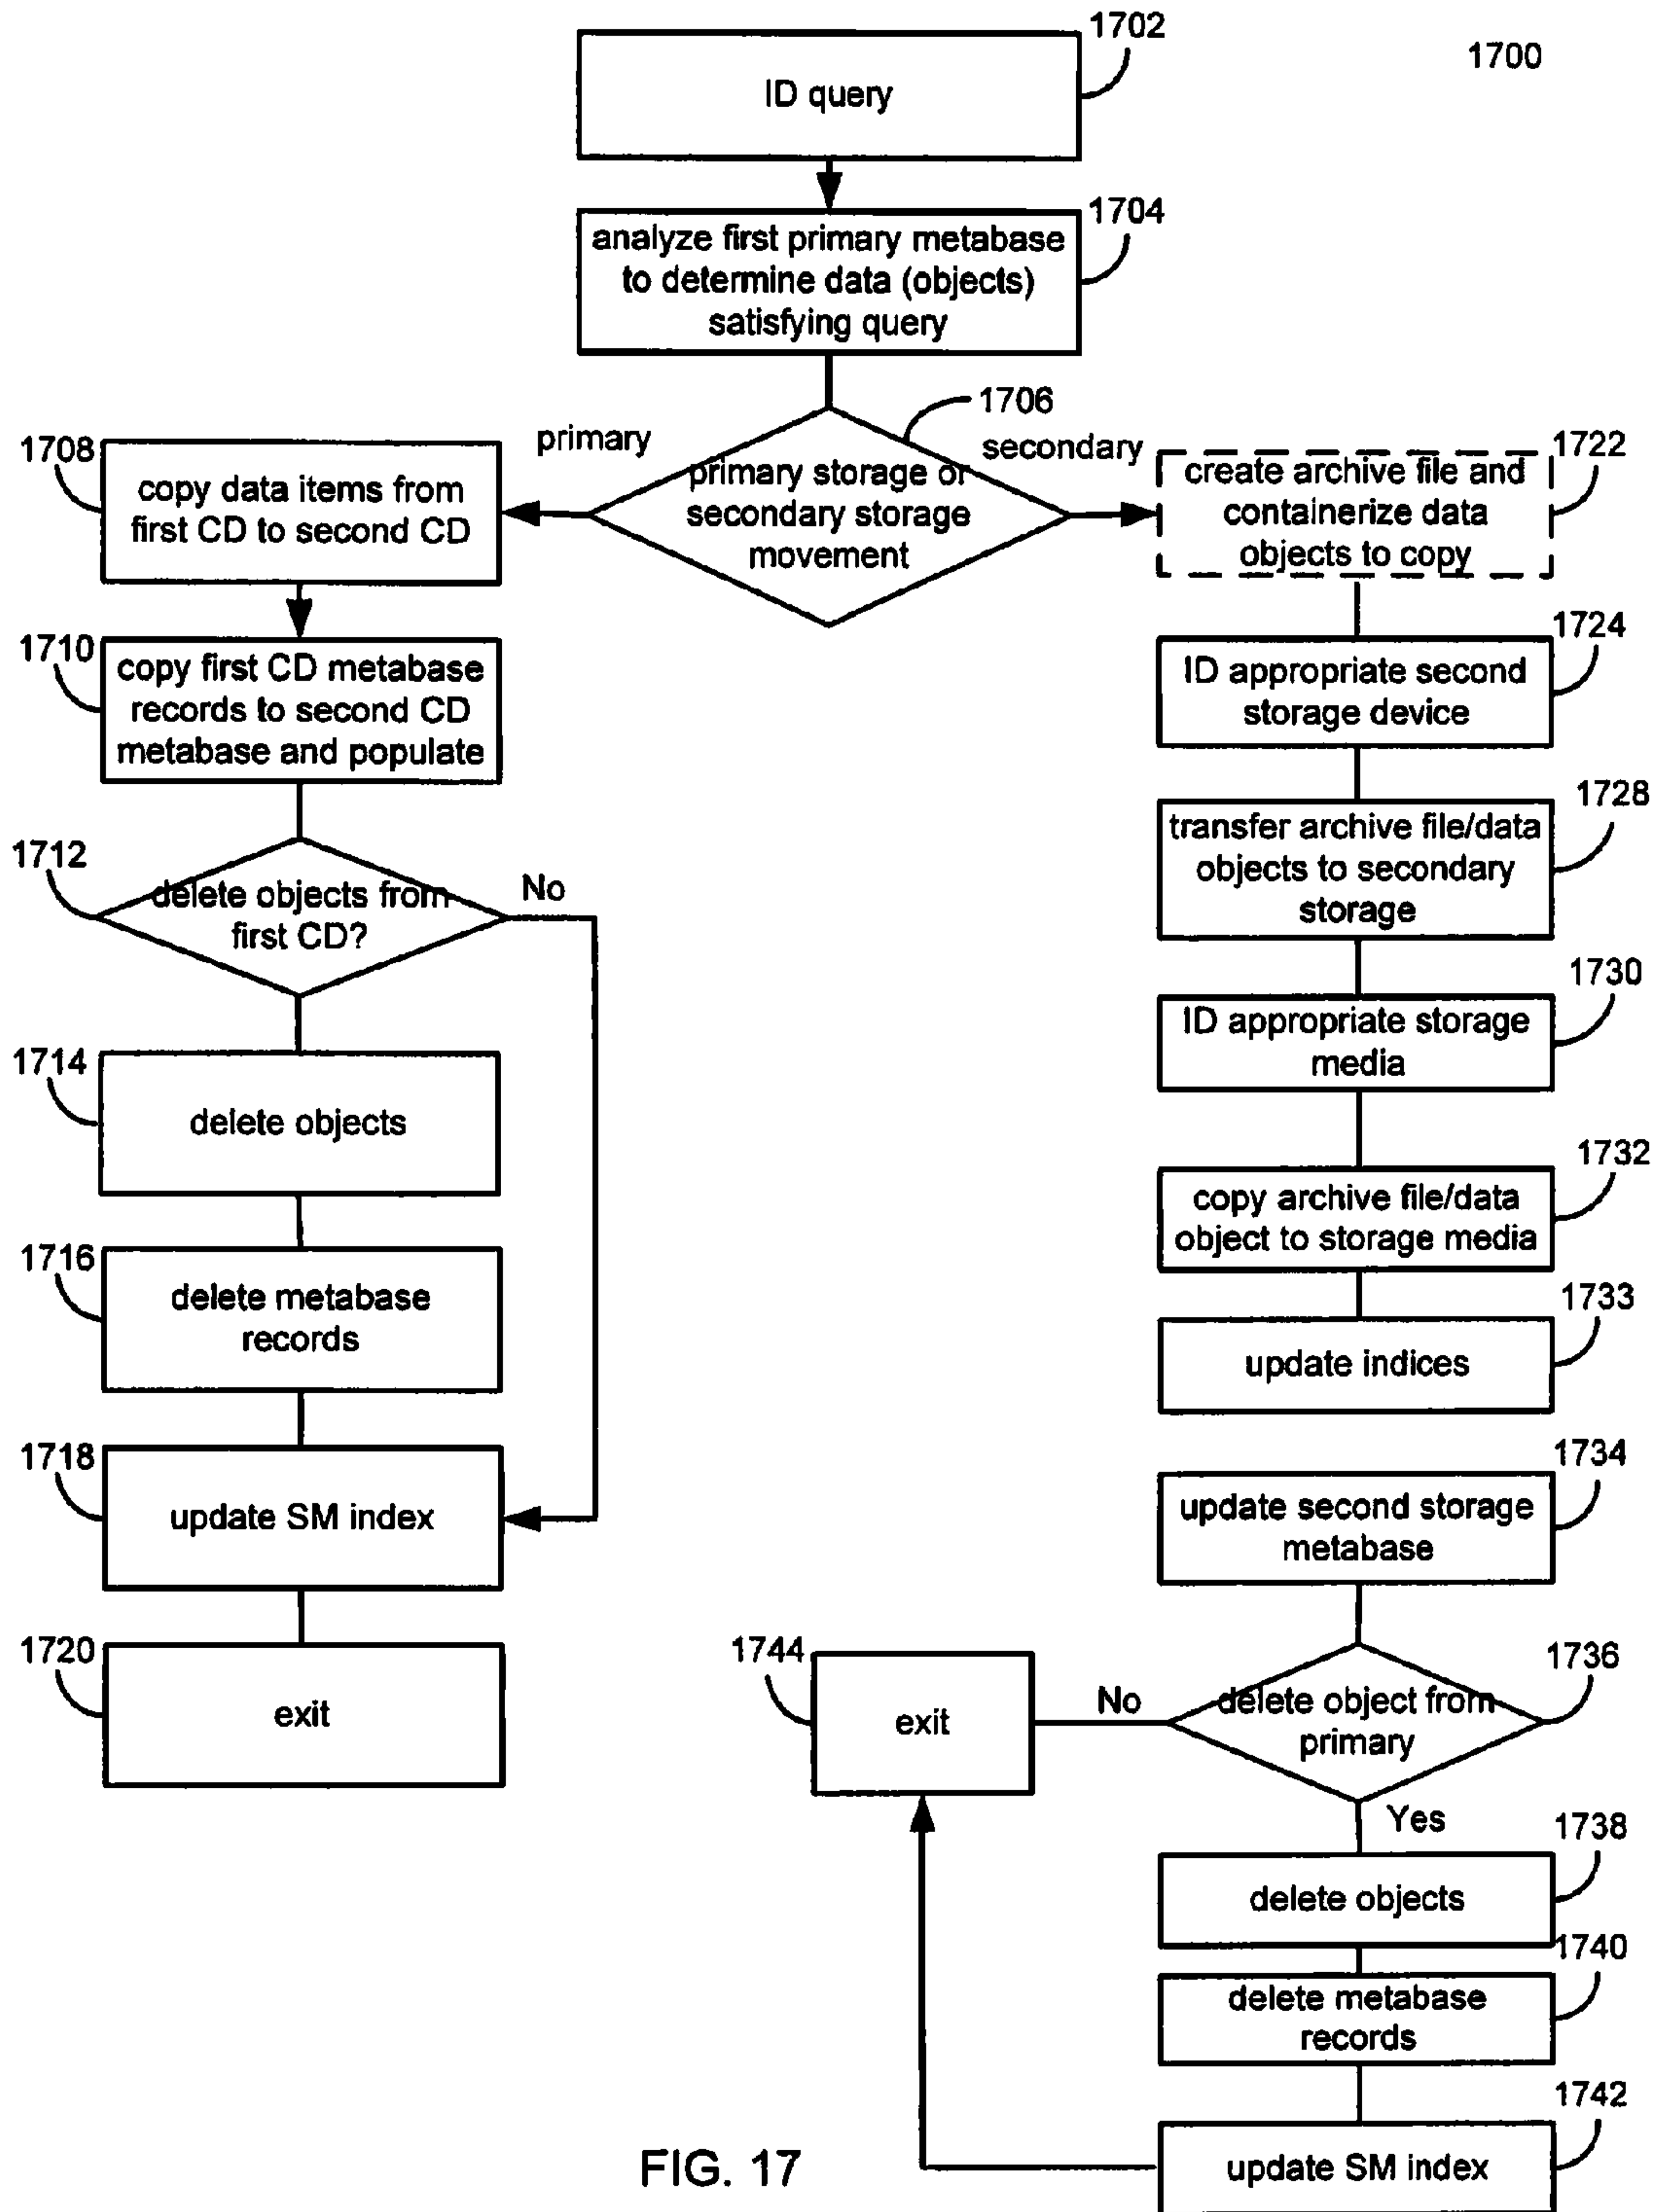 1702
1700
ID query
1704
analyze first primary metabase
to determine data (objects)
satisfying query
1706
primary
secondary
primary storage or
secondary storage
movement
1708
copy data items from
first CD to second CD
1710
copy first CD metabase
records to second CD
metabase and populate
1712
delete objects from
first CD?
No
1714
delete objects
1716
delete metabase
records
1718
update SM index
1720
exit
1722
create archive file and
containerize data
objects to copy
1724
ID appropriate second
storage device
1728
transfer archive file/data
objects to secondary
storage
1730
ID appropriate storage
media
1732
copy archive file/data
object to storage media
1733
update indices
1734
update second storage
metabase
1736
delete object from
primary
No
1744
exit
Yes
1738
delete objects
1740
delete metabase
records
1742
update SM index
FIG. 17